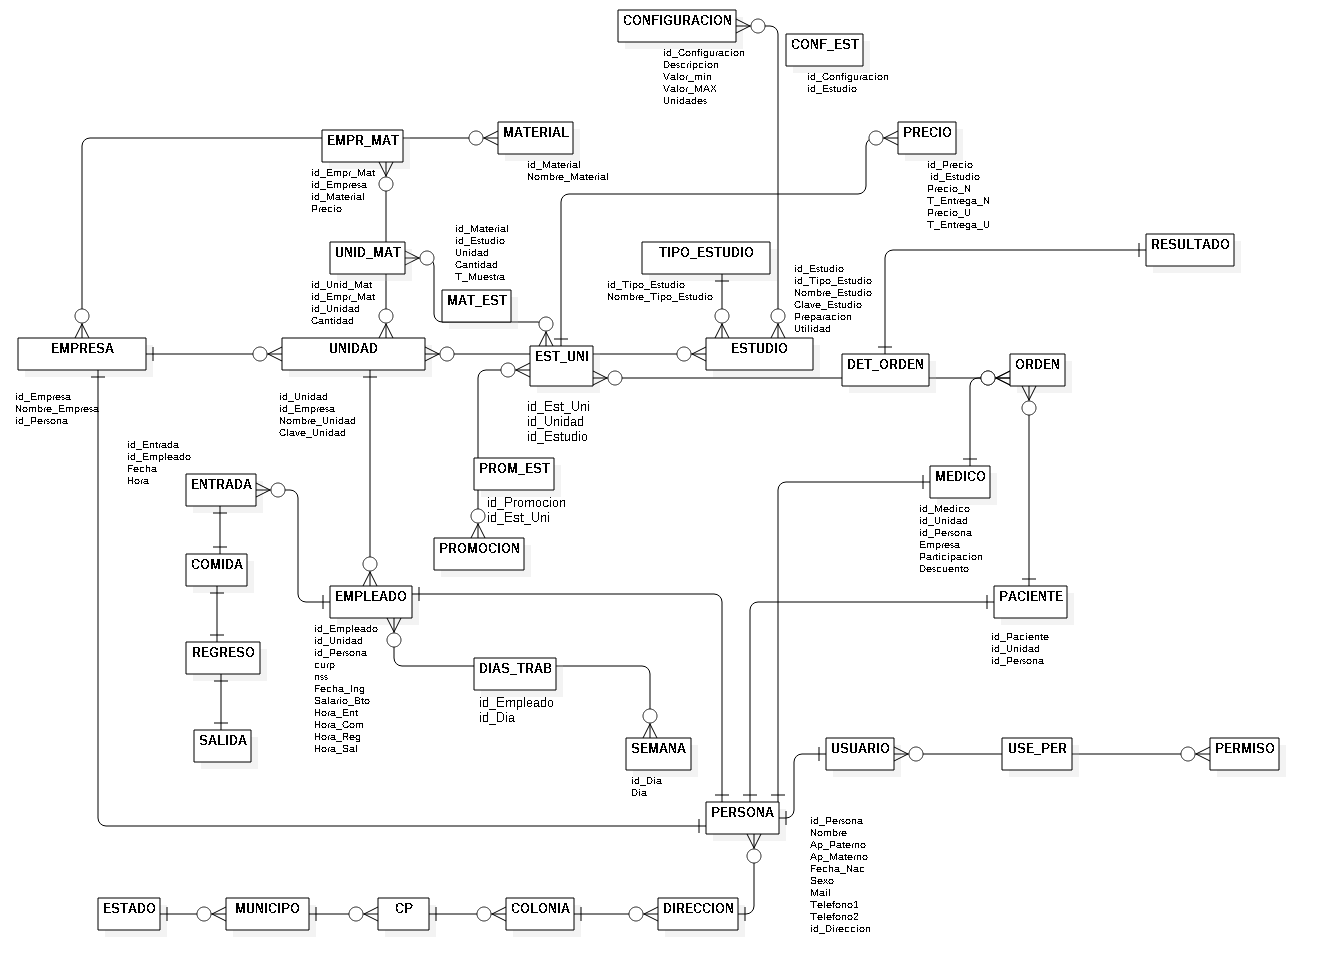 CONFIGURACION
id_Configuracion
Descripcion
Valor_min
Valor_MAX
Unidades
CONF_EST
id_Configuracion
id_Estudio
EMPR_MAT
id_Empr_Mat
id_Empresa
id_Material
Precio
MATERIAL
id_Material
Nombre_Material
PRECIO
id_Precio
id_Estudio
Precio_N
T_Entrega_N
Precio_U
T_Entrega_U
UNID_MAT
id_Unid_Mat
id_Empr_Mat
id_Unidad
Cantidad
id_Material
id_Estudio
Unidad
Cantidad
T_Muestra
MAT_EST
TIPO_ESTUDIO
id_Tipo_Estudio
Nombre_Tipo_Estudio
id_Estudio
id_Tipo_Estudio
Nombre_Estudio
Clave_Estudio
Preparacion
Utilidad
ESTUDIO
RESULTADO
EMPRESA
id_Empresa
Nombre_Empresa
id_Persona
UNIDAD
id_Unidad
id_Empresa
Nombre_Unidad
Clave_Unidad
EST_UNI
id_Est_Uni
id_Unidad
id_Estudio
DET_ORDEN
ORDEN
id_Entrada
id_Empleado
Fecha
Hora
ENTRADA
PROM_EST
id_Promocion
id_Est_Uni
PROMOCION
MEDICO
id_Medico
id_Unidad
id_Persona
Empresa
Participacion
Descuento
COMIDA
EMPLEADO
id_Empleado
id_Unidad
id_Persona
curp
nss
Fecha_Ing
Salario_Bto
Hora_Ent
Hora_Com
Hora_Reg
Hora_Sal
PACIENTE
id_Paciente
id_Unidad
id_Persona
REGRESO
DIAS_TRAB
id_Empleado
id_Dia
SALIDA
SEMANA
id_Dia
Dia
USUARIO
USE_PER
PERMISO
PERSONA
id_Persona
Nombre
Ap_Paterno
Ap_Materno
Fecha_Nac
Sexo
Mail
Telefono1
Telefono2
id_Direccion
ESTADO
MUNICIPO
CP
COLONIA
DIRECCION